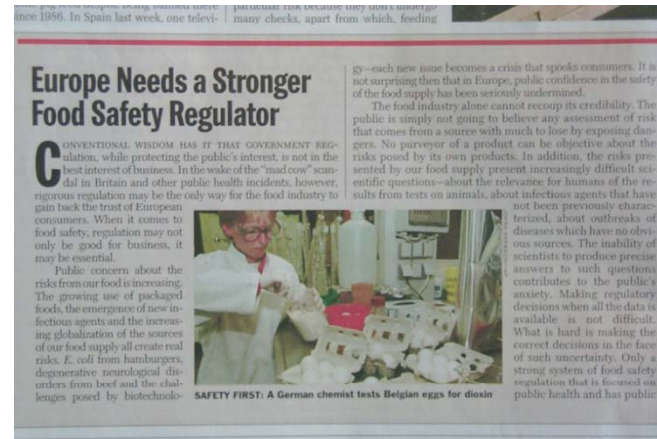 since 1986. In Spain last week, one televi-
many checks, apart from which, feeding
Europe Needs a Stronger
Food Safety Regulator
CONVENTIONAL WISDOM HAS IT THAT GOVERNMENT REG-
ulation, while protecting the public's interest, is not in the
best interest of business. In the wake of the "mad cow" scan-
dal in Britain and other public health incidents, however,
rigorous regulation may be the only way for the food industry to
gain back the trust of European
consumers. When it comes to
food safety, regulation may not
only be good for business, it
may be essential.
Public concern about the
risks from our food is increasing.
The growing use of packaged
foods, the emergence of new in-
fectious agents and the increas-
ing globalization of the sources
of our food supply all create real
risks. E. coli from hamburgers,
degenerative neurological dis-
orders from beef and the chal-
lenges posed by biotechnolo-
gy—each new issue becomes a crisis that spooks consumers. It is
not surprising then that in Europe, public confidence in the safety
of the food supply has been seriously undermined.
The food industry alone cannot recoup its credibility. The
public is simply not going to believe any assessment of risk
that comes from a source with much to lose by exposing dan-
gers. No purveyor of a product can be objective about the
risks posed by its own products. In addition, the risks pre-
sented by our food supply present increasingly difficult sci-
entific questions—about the relevance for humans of the re-
sults from tests on animals, about infectious agents that have
not been previously charac-
terized, about outbreaks of
diseases which have no obvi-
ous sources. The inability of
scientists to produce precise
answers to such questions
contributes to the public's
anxiety. Making regulatory
decisions when all the data is
available is not difficult.
What is hard is making the
correct decisions in the face
of such uncertainty. Only a
strong system of food safety
regulation that is focused on
public health and has public
SAFETY FIRST: A German chemist tests Belgian eggs for dioxin